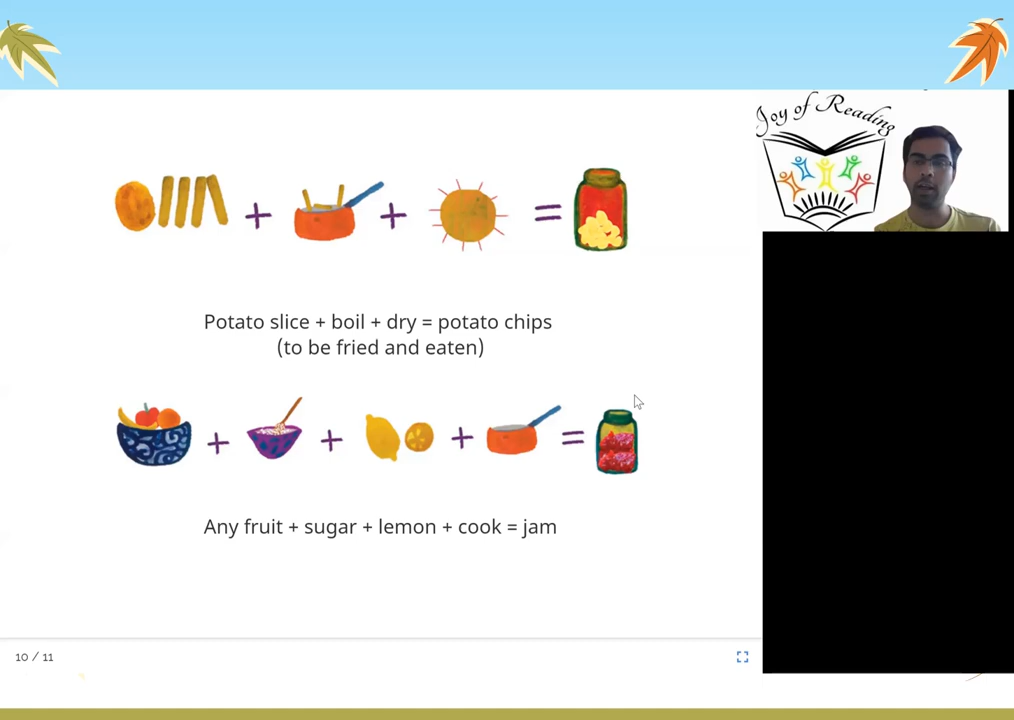 Joy of Reading
Potato slice + boil + dry = potato chips
(to be fried and eaten)
Any fruit + sugar + lemon + cook = jam
10 / 11